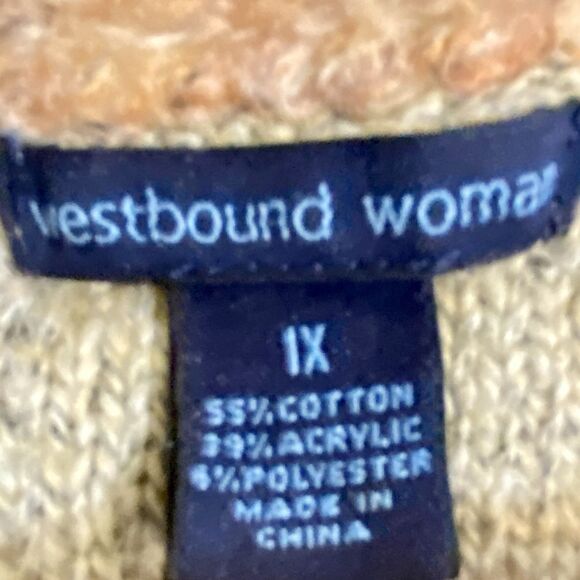 westbound woman
1X
55% COTTON
39% ACRYLIC
6% POLYESTER
MADE IN
CHINA